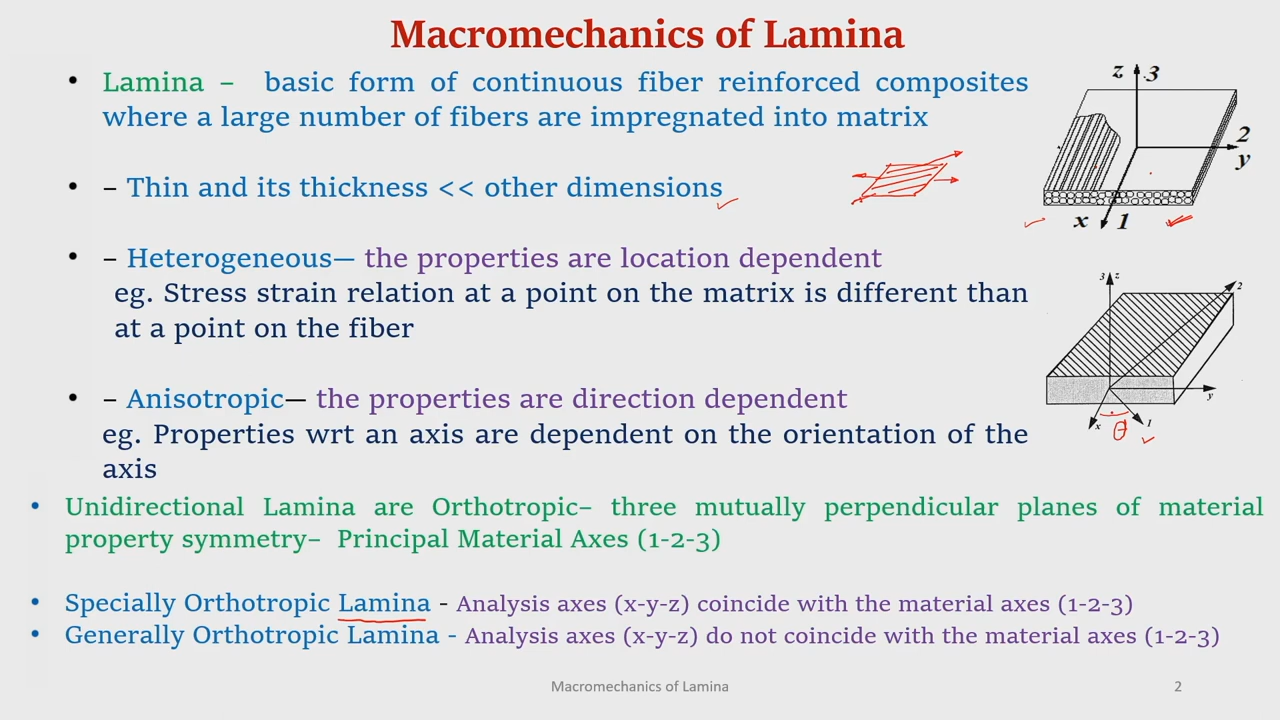 Macromechanics of Lamina
• Lamina – basic form of continuous fiber reinforced composites
where a large number of fibers are impregnated into matrix
• – Thin and its thickness << other dimensions
• – Heterogeneous— the properties are location dependent
eg. Stress strain relation at a point on the matrix is different than
at a point on the fiber
• – Anisotropic— the properties are direction dependent
eg. Properties wrt an axis are dependent on the orientation of the
axis
• Unidirectional Lamina are Orthotropic– three mutually perpendicular planes of material
property symmetry– Principal Material Axes (1-2-3)
• Specially Orthotropic Lamina - Analysis axes (x-y-z) coincide with the material axes (1-2-3)
• Generally Orthotropic Lamina - Analysis axes (x-y-z) do not coincide with the material axes (1-2-3)
z 3
2
y
x 1
3 z
2
y
x θ 1
Macromechanics of Lamina 2